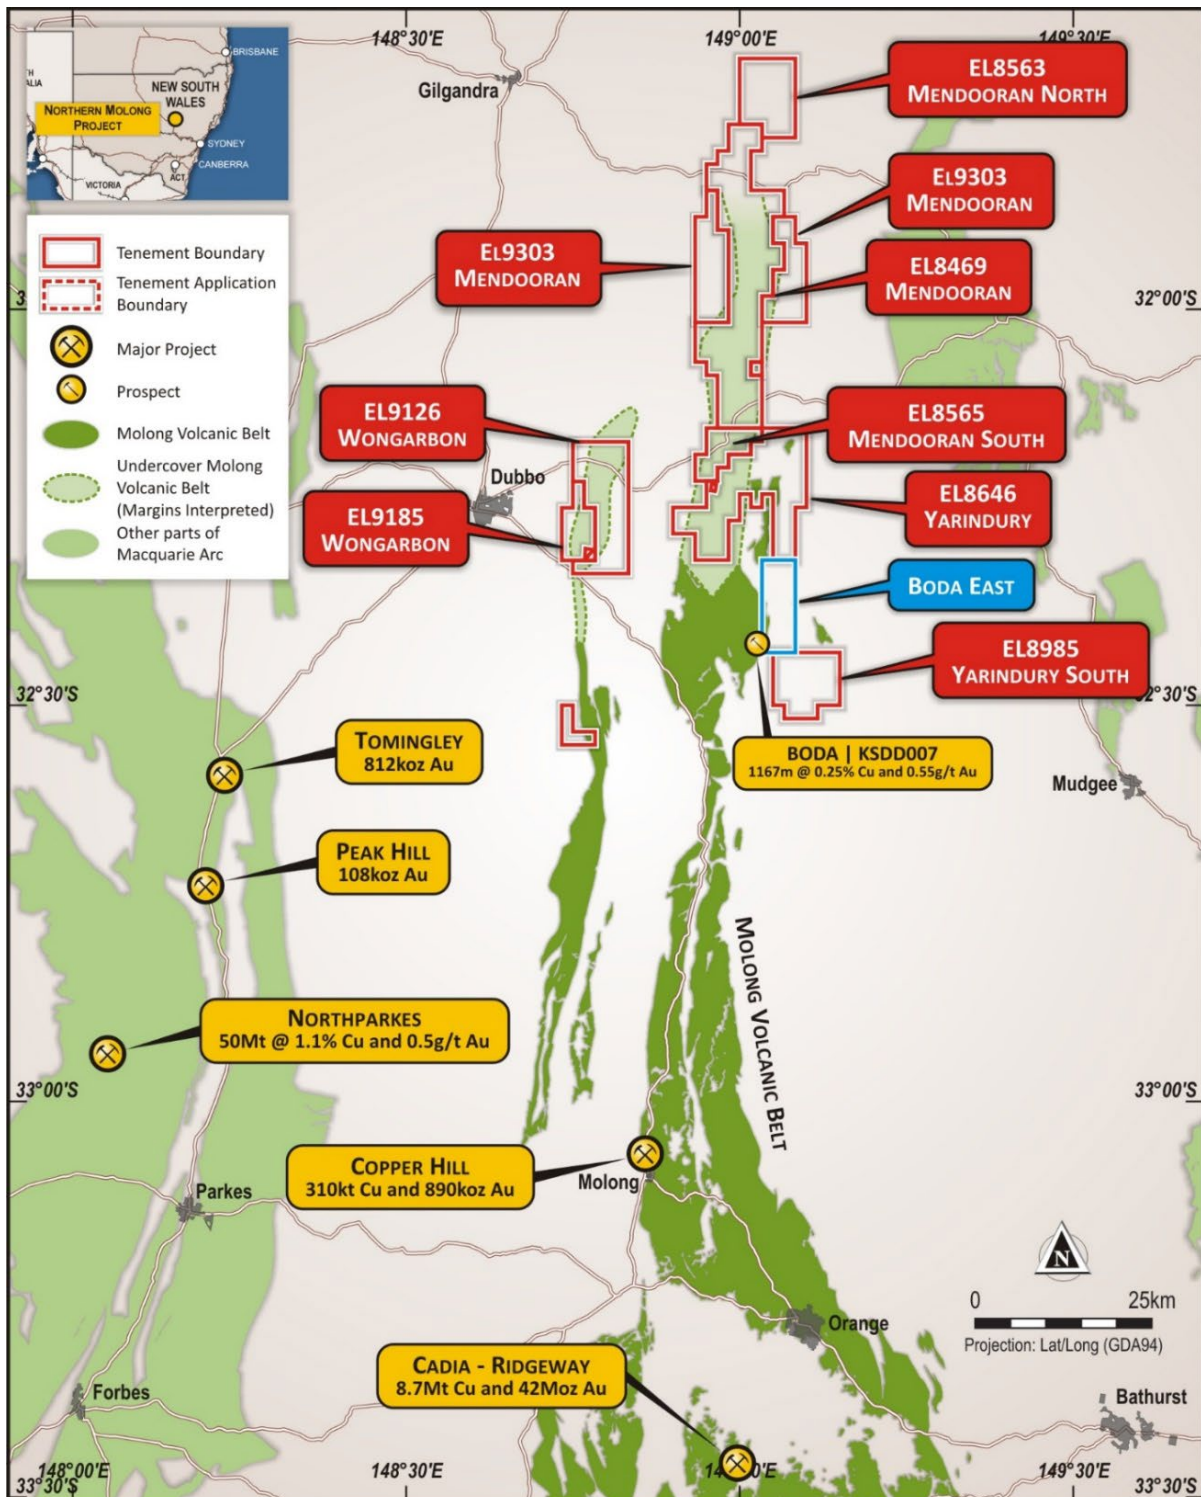 148°30'E
149°00'E
149°30'E
BRISBANE
TH
ALIA
NEW SOUTH
WALES
NORTHERN MOLONG
PROJECT
SYDNEY
CANBERRA
ACT
VICTORIA
Gilgandra
EL8563
MENDOORAN NORTH
EL9303
MENDOORAN
EL9303
MENDOORAN
EL8469
MENDOORAN
Tenement Boundary
Tenement Application
Boundary
Major Project
Prospect
Molong Volcanic Belt
Undercover Molong
Volcanic Belt
(Margins Interpreted)
Other parts of
Macquarie Arc
32°00'S
EL9126
WONGARBON
EL8565
MENDOORAN SOUTH
Dubbo
EL9185
WONGARBON
EL8646
YARINDURY
BODA EAST
EL8985
YARINDURY SOUTH
32°30'S
32°30'S
TOMINGLEY
812koz Au
BODA | KSDD007
1167m @ 0.25% Cu and 0.55g/t Au
Mudgee
PEAK HILL
108koz Au
MOLONG VOLCANIC BELT
NORTHPARKES
50Mt @ 1.1% Cu and 0.5g/t Au
33°00'S
33°00'S
COPPER HILL
310kt Cu and 890koz Au
Molong
Parkes
N
0 25km
Projection: Lat/Long (GDA94)
Orange
CADIA - RIDGEWAY
8.7Mt Cu and 42Moz Au
Forbes
Bathurst
148°00'E
148°30'E
149°30'E
33°30'S
33°30'S